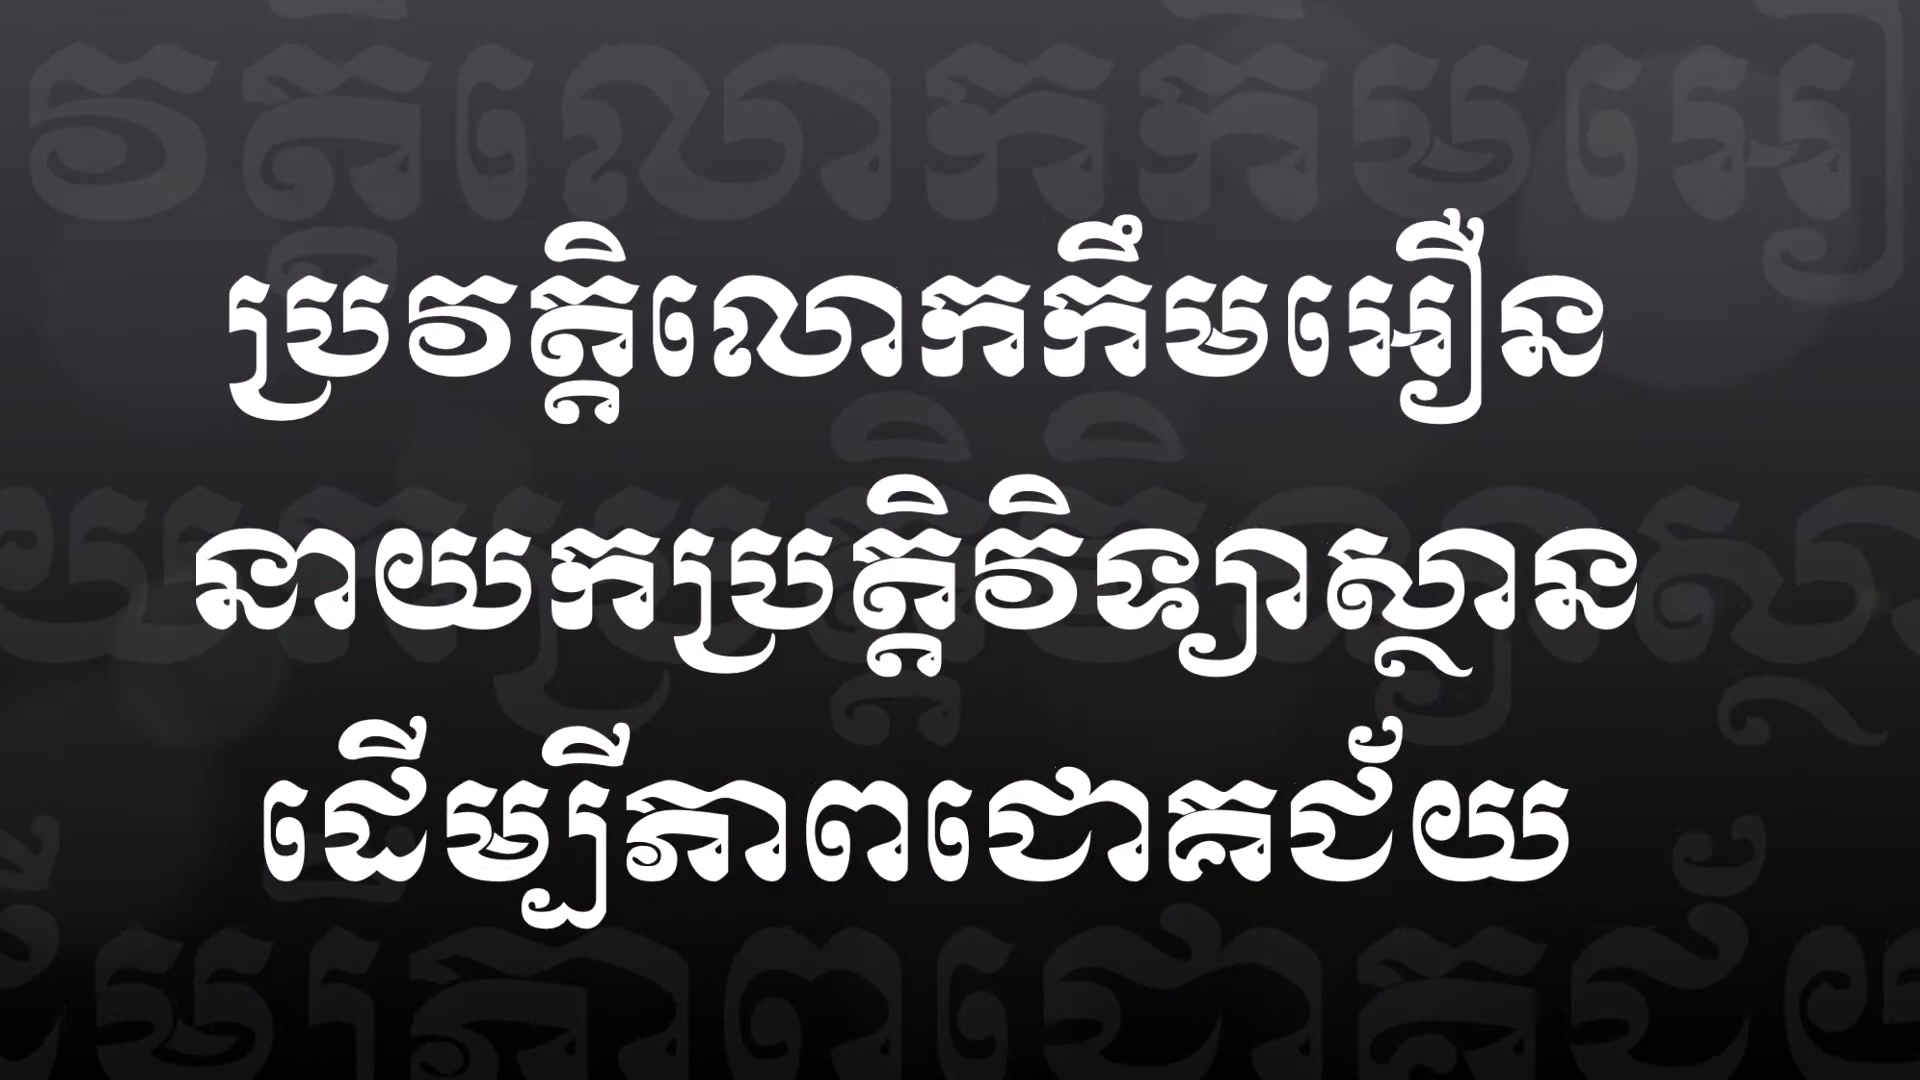 ប្រវត្តិលោកកឹមអឿន
នាយកប្រត្តិវិទ្យាស្ថាន
ដើម្បីភាពជោគជ័យ